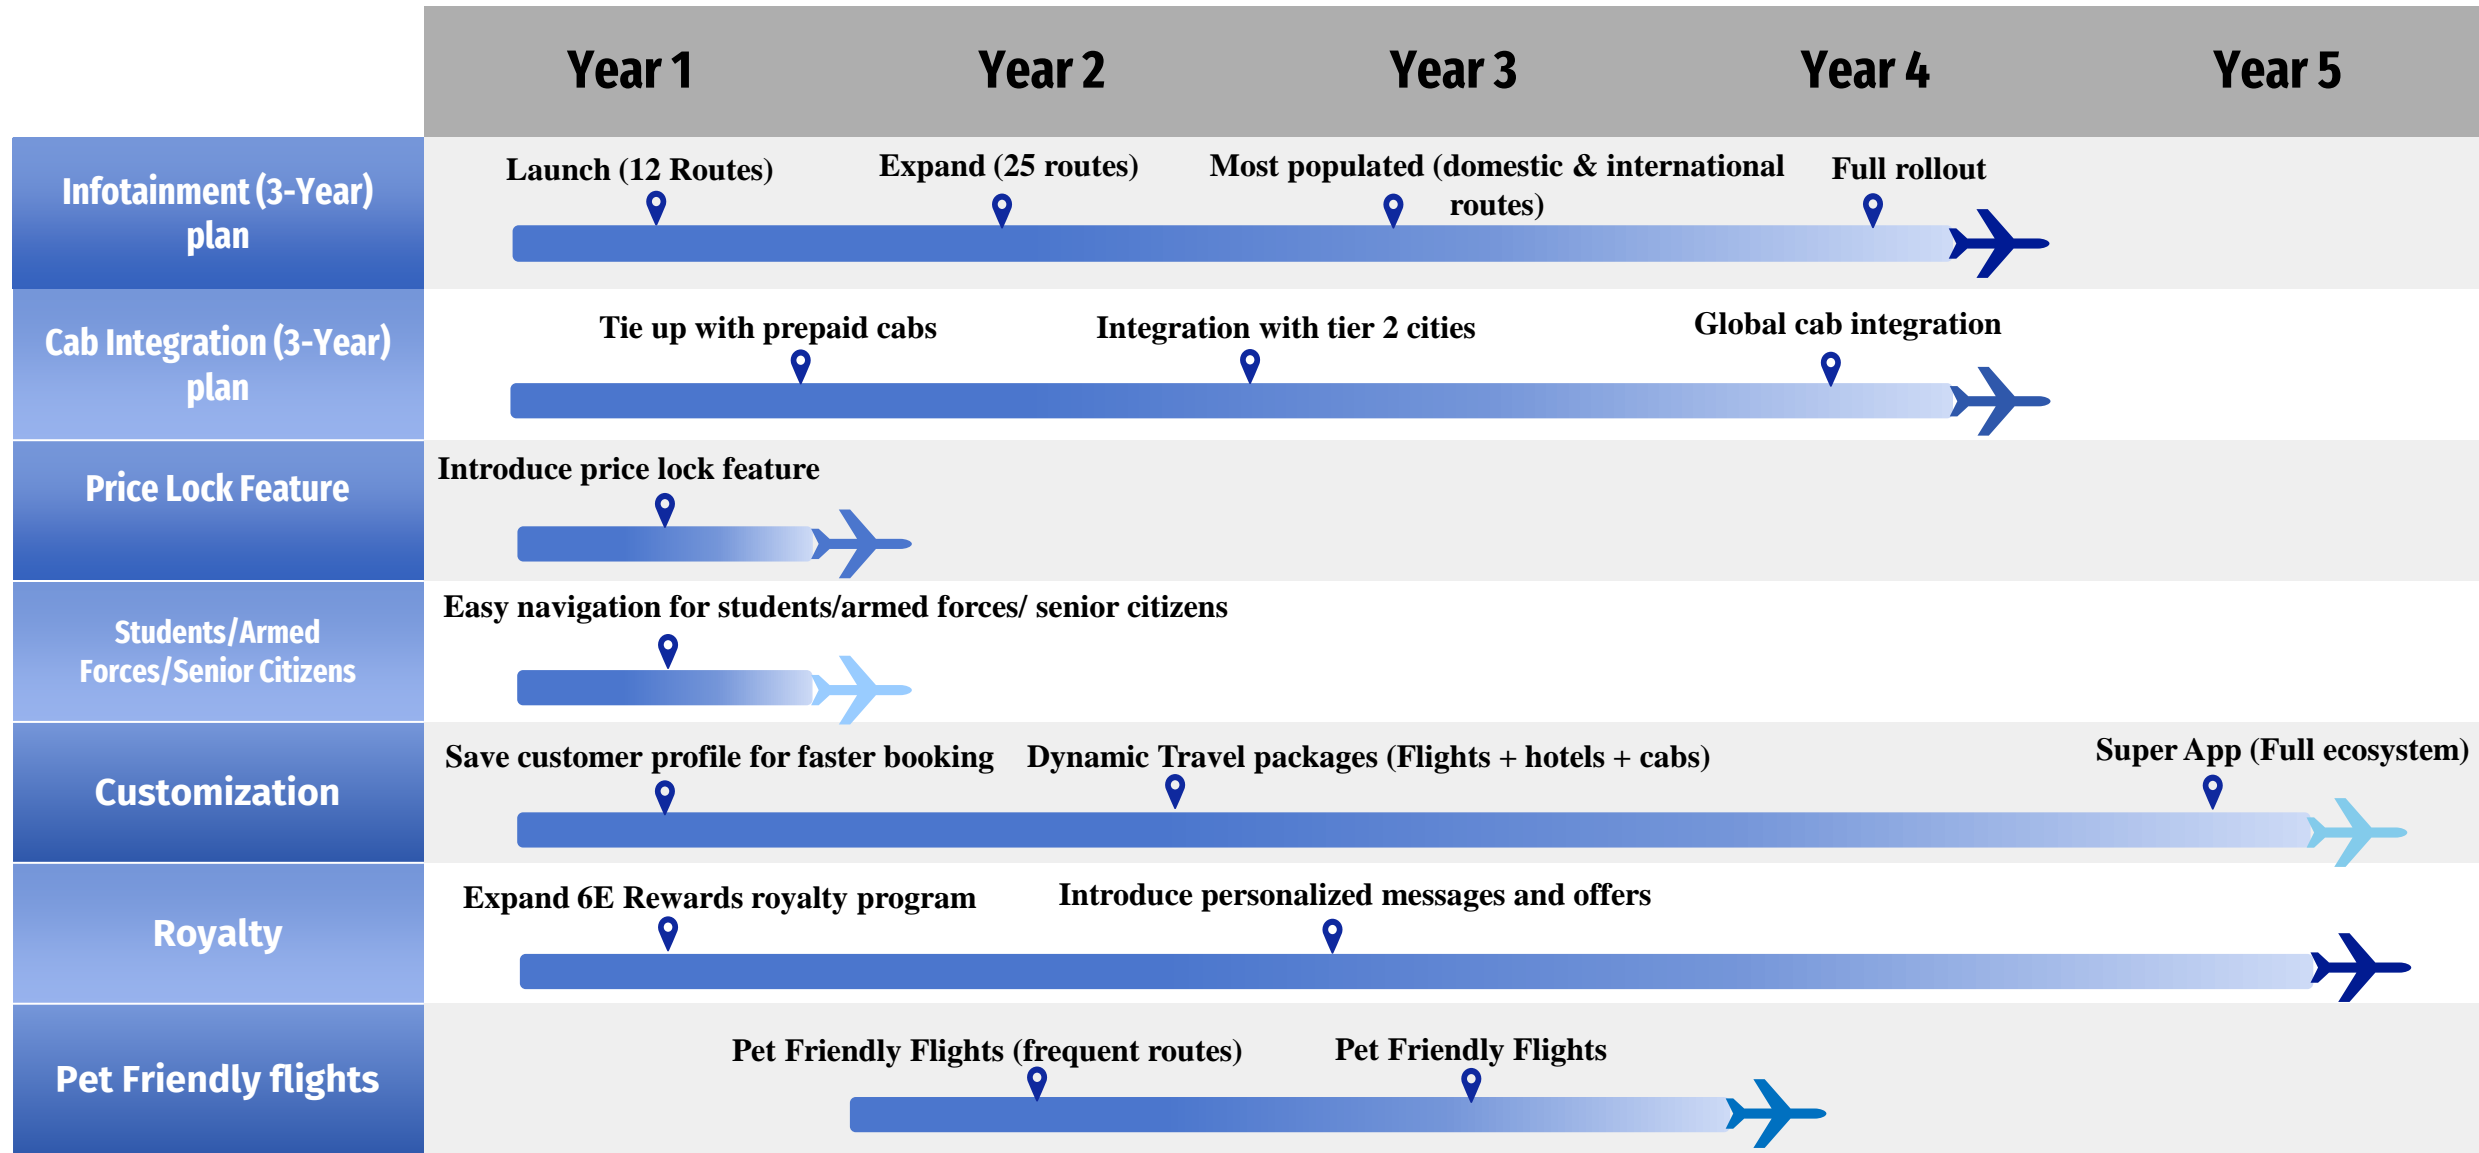 Year 1
Year 2
Year 3
Year 4
Year 5
Infotainment (3-Year)
plan
Launch (12 Routes)
Expand (25 routes)
Most populated (domestic & international
routes)
Full rollout
Cab Integration (3-Year)
plan
Tie up with prepaid cabs
Integration with tier 2 cities
Global cab integration
Price Lock Feature
Introduce price lock feature
Students/Armed
Forces/Senior Citizens
Easy navigation for students/armed forces/ senior citizens
Customization
Save customer profile for faster booking
Dynamic Travel packages (Flights + hotels + cabs)
Super App (Full ecosystem)
Royalty
Expand 6E Rewards royalty program
Introduce personalized messages and offers
Pet Friendly flights
Pet Friendly Flights (frequent routes)
Pet Friendly Flights